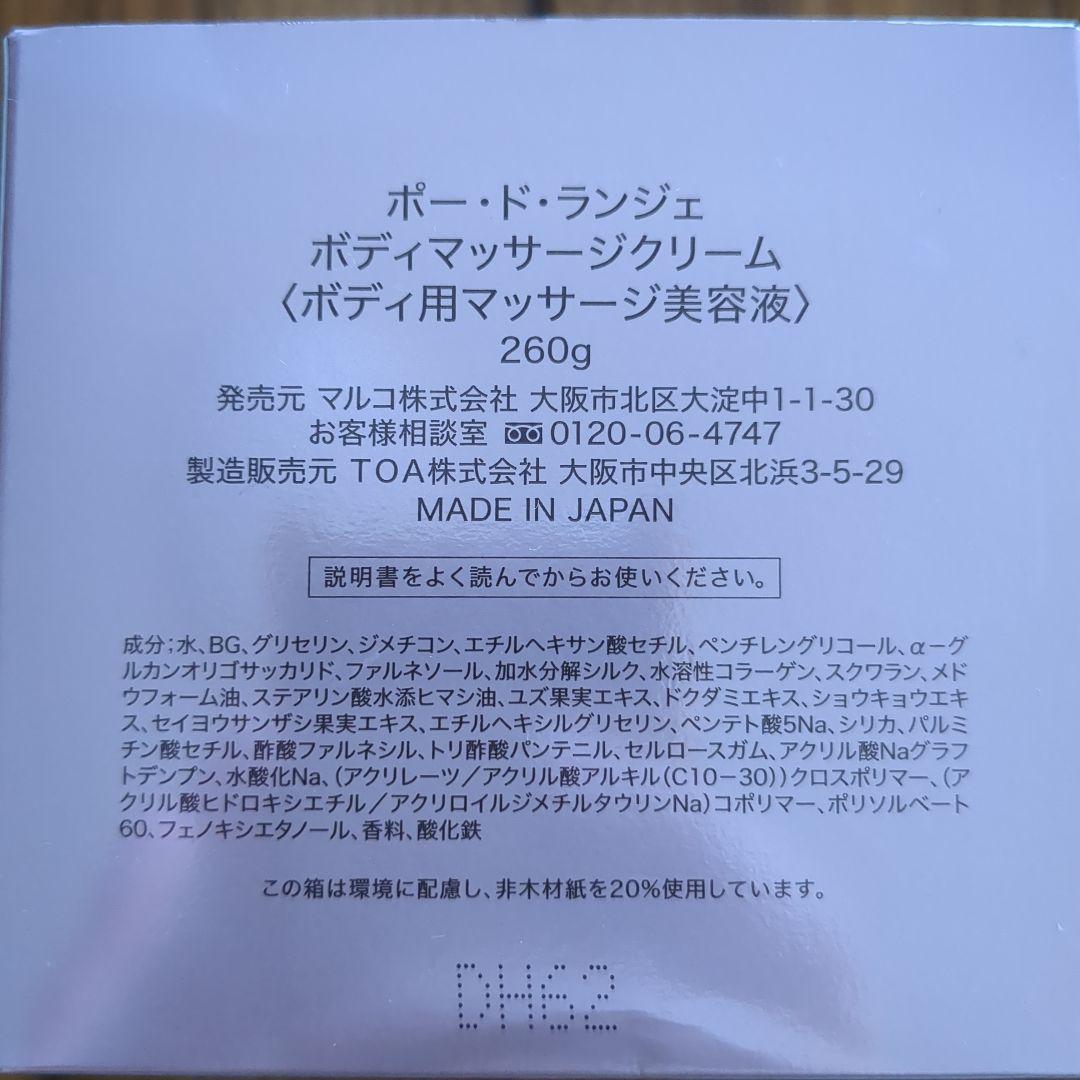 ポー・ド・ランジェ
ボディマッサージクリーム
〈ボディ用マッサージ美容液〉
260g
発売元 マルコ株式会社 大阪市北区大淀中1-1-30
お客様相談室 0120-06-4747
製造販売元 TOA株式会社 大阪市中央区北浜3-5-29
MADE IN JAPAN
説明書をよく読んでからお使いください。
成分；水、BG、グリセリン、ジメチコン、エチルヘキサン酸セチル、ペンチレングリコール、α－グ
ルカンオリゴサッカリド、ファルネソール、加水分解シルク、水溶性コラーゲン、スクワラン、メド
ウフォーム油、ステアリン酸水添ヒマシ油、ユズ果実エキス、ドクダミエキス、ショウキョウエキ
ス、セイヨウサンザシ果実エキス、エチルヘキシルグリセリン、ペンテト酸5Na、シリカ、パルミ
チン酸セチル、酢酸ファルネシル、トリ酢酸パンテニル、セルロースガム、アクリル酸Naグラフ
トデンプン、水酸化Na、（アクリレーツ／アクリル酸アルキル（C10－30））クロスポリマー、（ア
クリル酸ヒドロキシエチル／アクリロイルジメチルタウリンNa）コポリマー、ポリソルベート
60、フェノキシエタノール、香料、酸化鉄
この箱は環境に配慮し、非木材紙を20%使用しています。
DH62